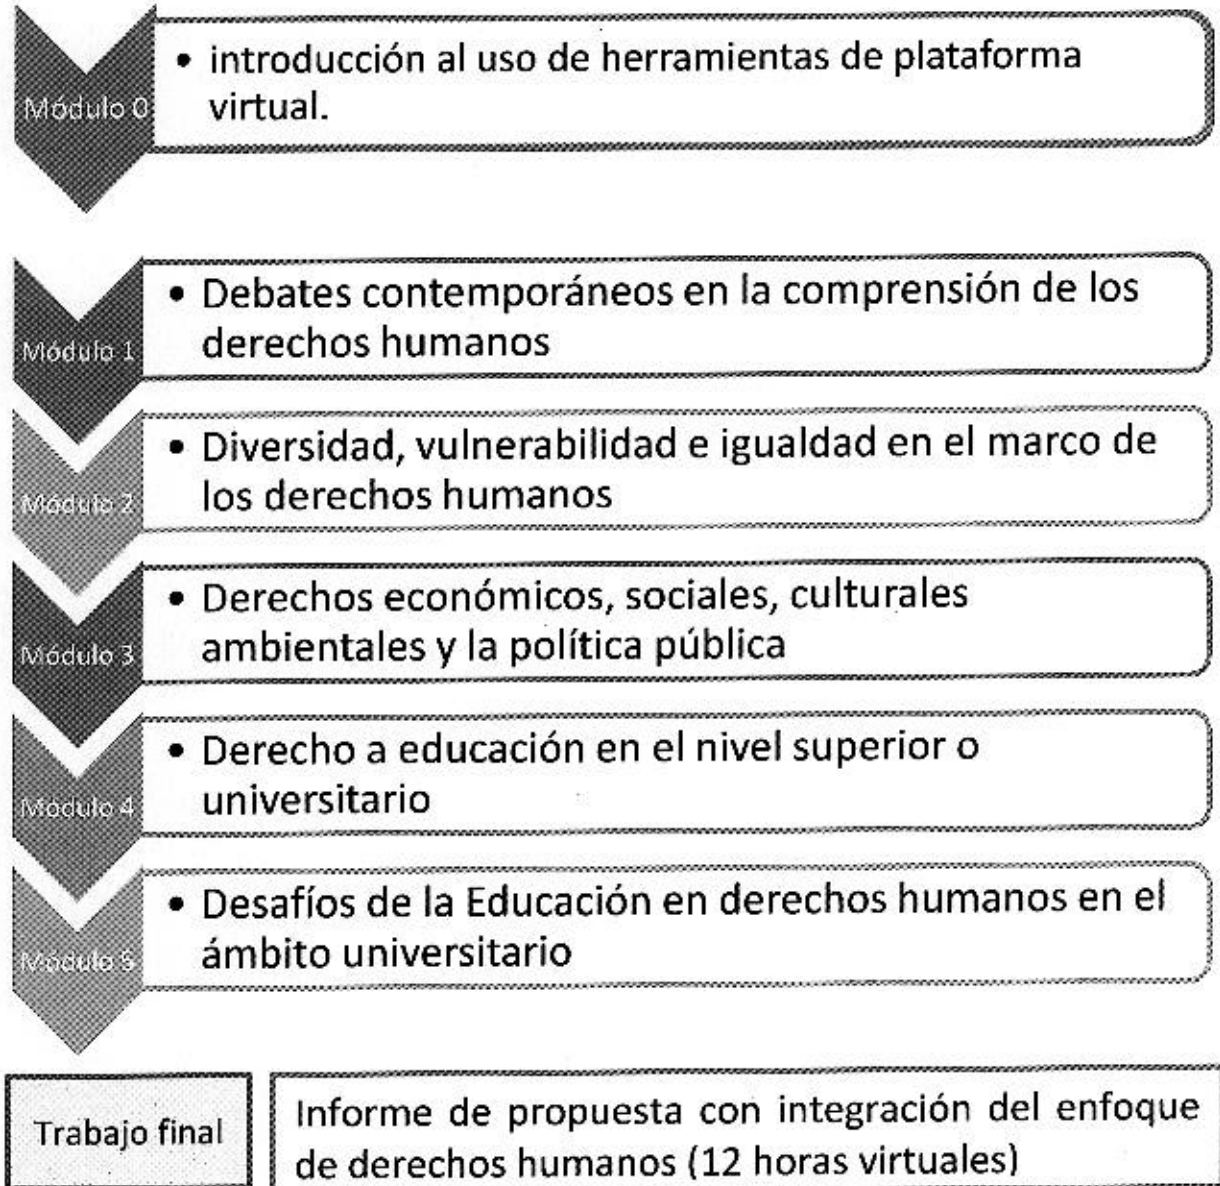 Módulo 0
• introducción al uso de herramientas de plataforma
virtual.
Módulo 1
• Debates contemporáneos en la comprensión de los
derechos humanos
Módulo 2
• Diversidad, vulnerabilidad e igualdad en el marco de
los derechos humanos
Módulo 3
• Derechos económicos, sociales, culturales
ambientales y la política pública
Módulo 4
• Derecho a educación en el nivel superior o
universitario
Módulo 5
• Desafíos de la Educación en derechos humanos en el
ámbito universitario
Trabajo final
Informe de propuesta con integración del enfoque
de derechos humanos (12 horas virtuales)